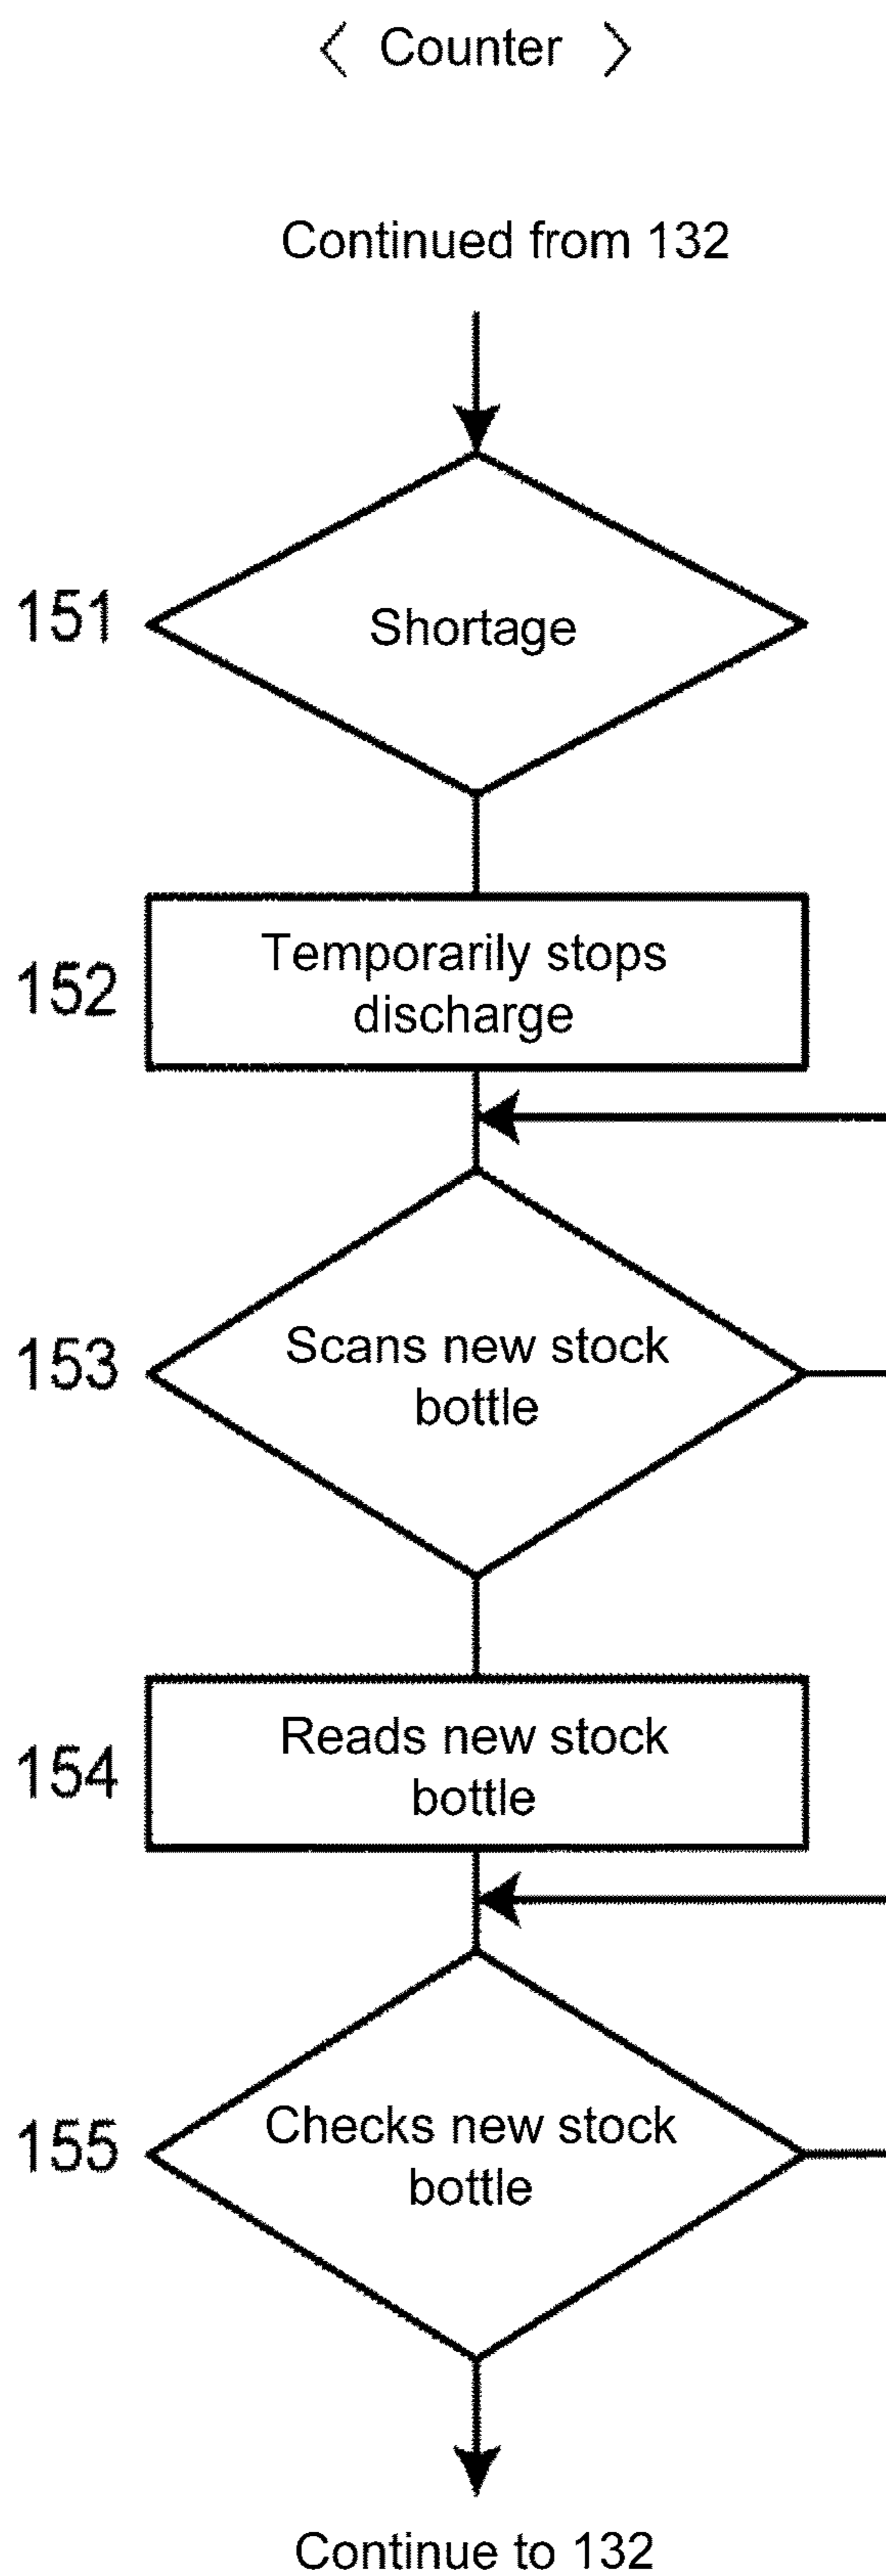 〈 Counter 〉
Continued from 132
151
Shortage
152
Temporarily stops
discharge
153
Scans new stock
bottle
154
Reads new stock
bottle
155
Checks new stock
bottle
Continue to 132